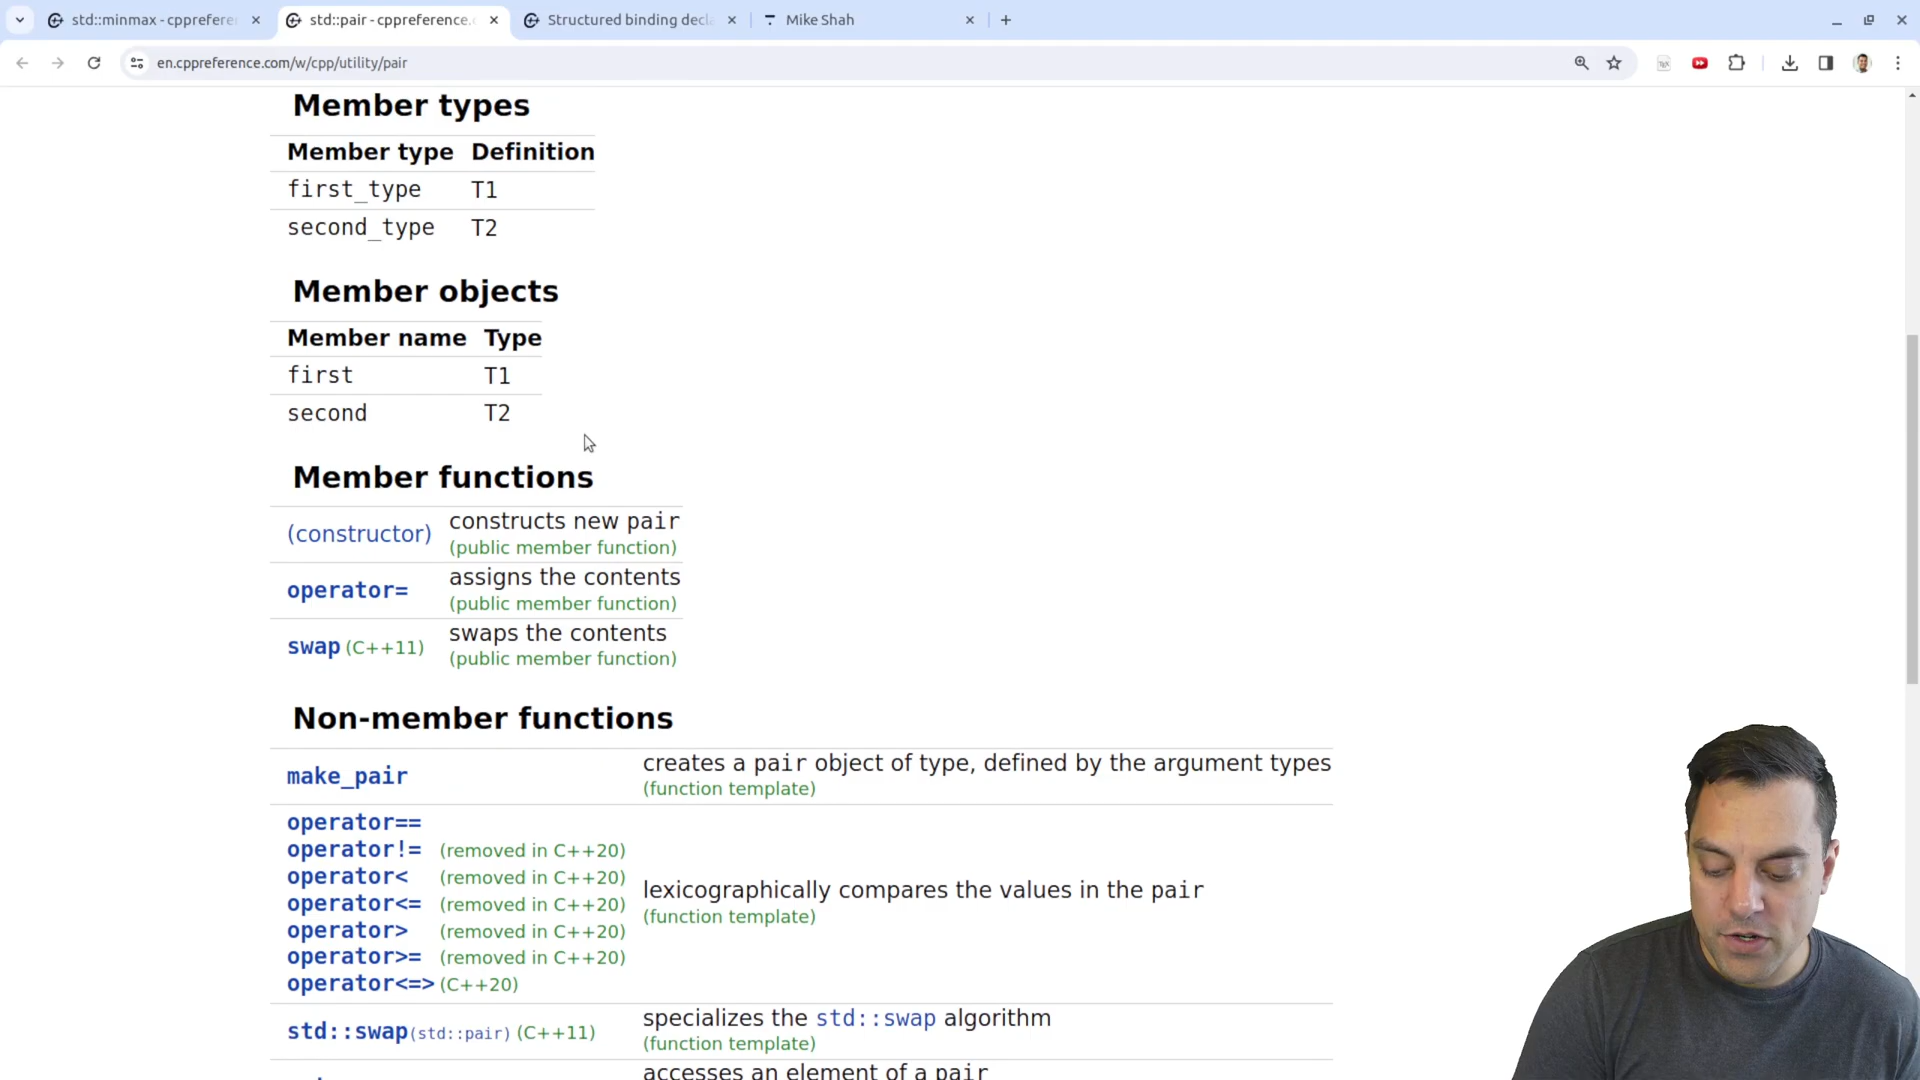 std::minmax - cppreferen
std::pair - cppreference.
Structured binding decla
Mike Shah
en.cppreference.com/w/cpp/utility/pair
Member types
Member type Definition
first_type T1
second_type T2
Member objects
Member name Type
first T1
second T2
Member functions
(constructor) constructs new pair
(public member function)
operator= assigns the contents
(public member function)
swap (C++11) swaps the contents
(public member function)
Non-member functions
make_pair creates a pair object of type, defined by the argument types
(function template)
operator==
operator!= (removed in C++20)
operator< (removed in C++20)
operator<= (removed in C++20)
operator> (removed in C++20)
operator>= (removed in C++20)
operator<=> (C++20)
lexicographically compares the values in the pair
(function template)
std::swap(std::pair) (C++11) specializes the std::swap algorithm
(function template)
accesses an element of a pair